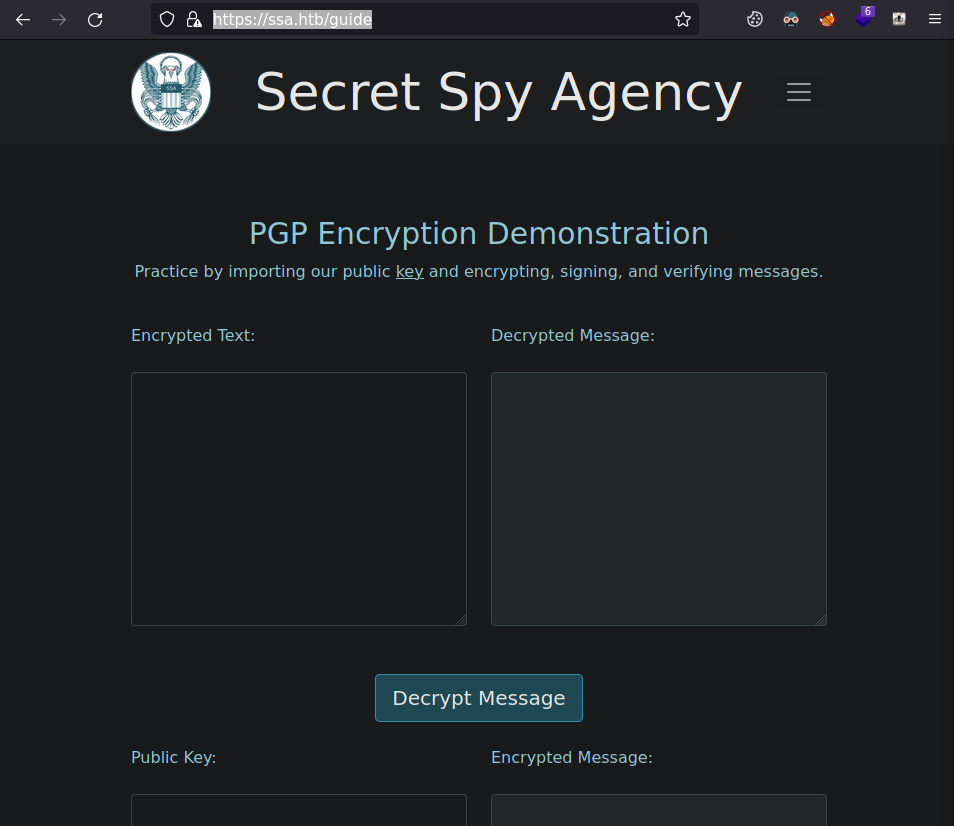 https://ssa.htb/guide
6
SSA
Secret Spy Agency
PGP Encryption Demonstration
Practice by importing our public key and encrypting, signing, and verifying messages.
Encrypted Text:
Decrypted Message:
Decrypt Message
Public Key:
Encrypted Message: